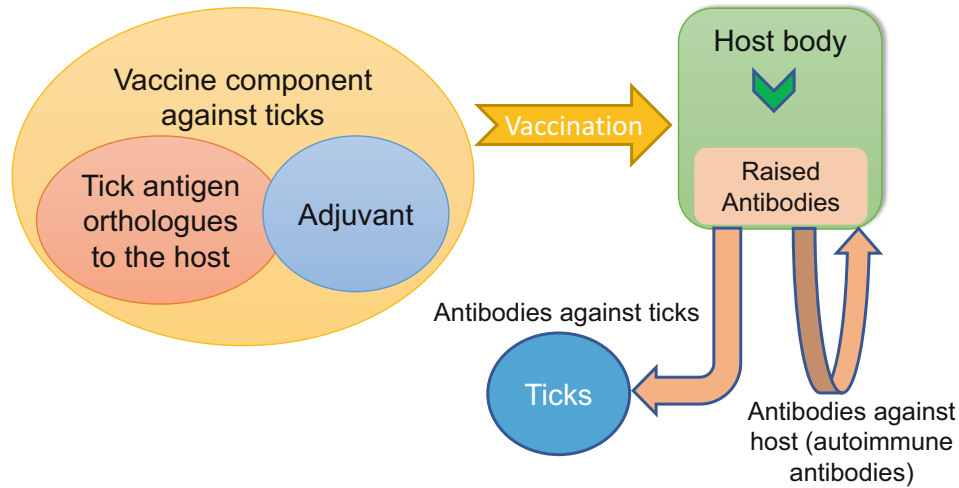 Vaccine component
against ticks
Tick antigen
orthologues
to the host
Adjuvant
Vaccination
Host body
Raised
Antibodies
Antibodies against ticks
Ticks
Antibodies against
host (autoimmune
antibodies)